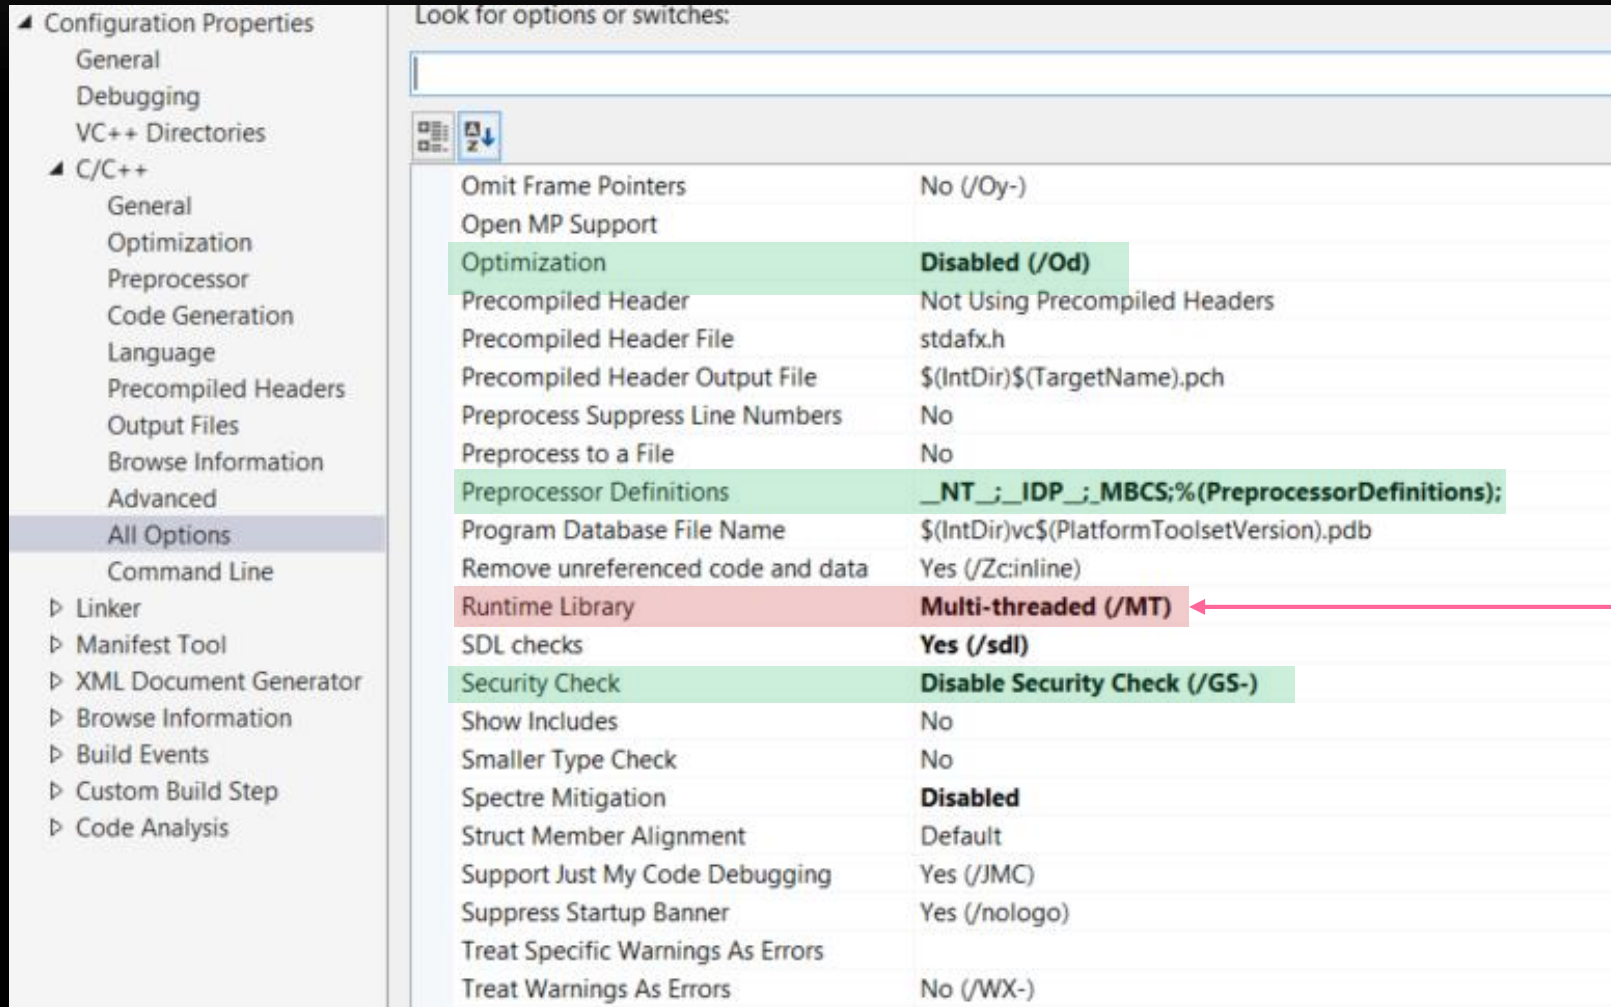 Configuration Properties
General
Debugging
VC++ Directories
C/C++
General
Optimization
Preprocessor
Code Generation
Language
Precompiled Headers
Output Files
Browse Information
Advanced
All Options
Command Line
Linker
Manifest Tool
XML Document Generator
Browse Information
Build Events
Custom Build Step
Code Analysis
Look for options or switches:
Omit Frame Pointers No (/Oy-)
Open MP Support
Optimization Disabled (/Od)
Precompiled Header Not Using Precompiled Headers
Precompiled Header File stdafx.h
Precompiled Header Output File $(IntDir)$(TargetName).pch
Preprocess Suppress Line Numbers No
Preprocess to a File No
Preprocessor Definitions __NT__;__IDP__;_MBCS;%(PreprocessorDefinitions);
Program Database File Name $(IntDir)vc$(PlatformToolsetVersion).pdb
Remove unreferenced code and data Yes (/Zc:inline)
Runtime Library Multi-threaded (/MT)
SDL checks Yes (/sdl)
Security Check Disable Security Check (/GS-)
Show Includes No
Smaller Type Check No
Spectre Mitigation Disabled
Struct Member Alignment Default
Support Just My Code Debugging Yes (/JMC)
Suppress Startup Banner Yes (/nologo)
Treat Specific Warnings As Errors
Treat Warnings As Errors No (/WX-)